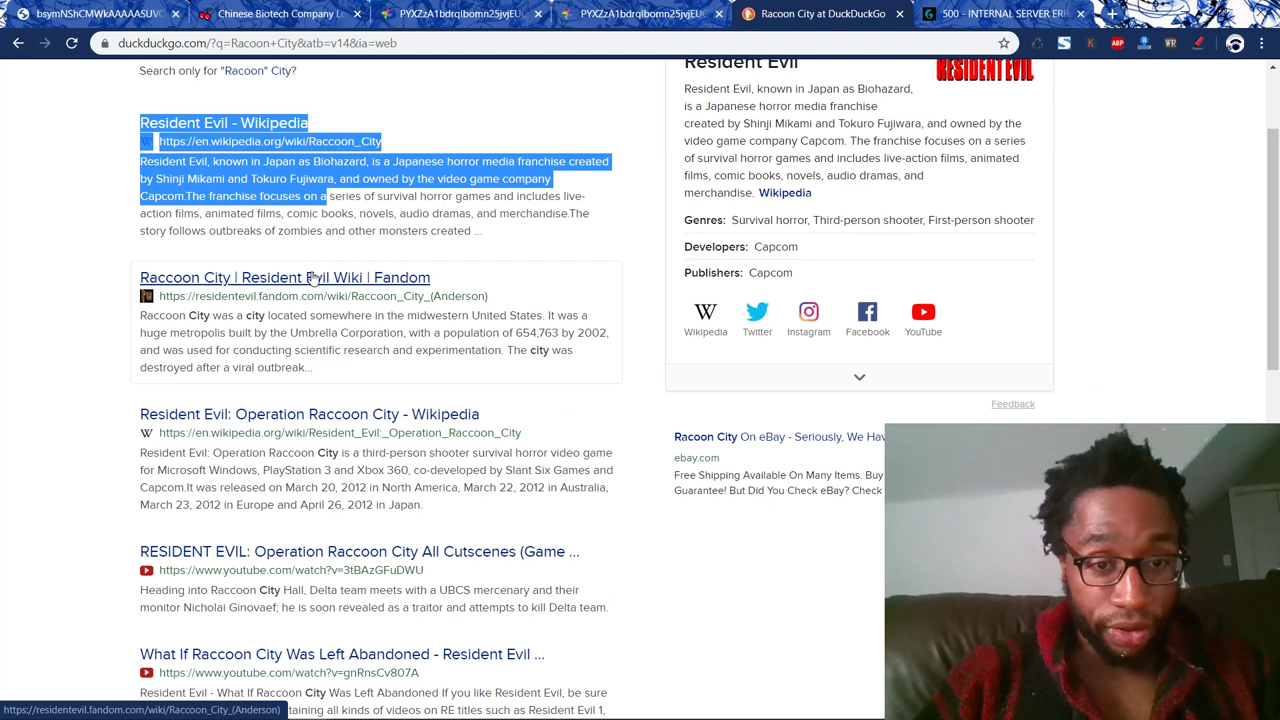 bsymNShCMWkAAAAASUVC
Chinese Biotech Company Lo
PYXZzA1bdrqIbomn25jvjEUC
PYXZzA1bdrqIbomn25jvjEUC
Racoon City at DuckDuckGo
500 - INTERNAL SERVER ERR
duckduckgo.com/?q=Racoon+City&atb=v14&ia=web
Search only for "Racoon" City?
Resident Evil - Wikipedia
https://en.wikipedia.org/wiki/Raccoon_City
Resident Evil, known in Japan as Biohazard, is a Japanese horror media franchise created
by Shinji Mikami and Tokuro Fujiwara, and owned by the video game company
Capcom.The franchise focuses on a series of survival horror games and includes live-
action films, animated films, comic books, novels, audio dramas, and merchandise.The
story follows outbreaks of zombies and other monsters created ...
Raccoon City | Resident Evil Wiki | Fandom
https://residentevil.fandom.com/wiki/Raccoon_City_(Anderson)
Raccoon City was a city located somewhere in the midwestern United States. It was a
huge metropolis built by the Umbrella Corporation, with a population of 654,763 by 2002,
and was used for conducting scientific research and experimentation. The city was
destroyed after a viral outbreak...
Resident Evil: Operation Raccoon City - Wikipedia
https://en.wikipedia.org/wiki/Resident_Evil:_Operation_Raccoon_City
Resident Evil: Operation Raccoon City is a third-person shooter survival horror video game
for Microsoft Windows, PlayStation 3 and Xbox 360, co-developed by Slant Six Games and
Capcom.It was released on March 20, 2012 in North America, March 22, 2012 in Australia,
March 23, 2012 in Europe and April 26, 2012 in Japan.
RESIDENT EVIL: Operation Raccoon City All Cutscenes (Game ...
https://www.youtube.com/watch?v=3tBAzGFuDWU
Heading into Raccoon City Hall, Delta team meets with a UBCS mercenary and their
monitor Nicholai Ginovaef; he is soon revealed as a traitor and attempts to kill Delta team.
What If Raccoon City Was Left Abandoned - Resident Evil ...
https://www.youtube.com/watch?v=gnRnsCv807A
Resident Evil - What If Raccoon City Was Left Abandoned If you like Resident Evil, be sure
taining all kinds of videos on RE titles such as Resident Evil 1,
https://residentevil.fandom.com/wiki/Raccoon_City_(Anderson)
Resident Evil
RESIDENT EVIL
Resident Evil, known in Japan as Biohazard,
is a Japanese horror media franchise
created by Shinji Mikami and Tokuro Fujiwara, and owned by the
video game company Capcom. The franchise focuses on a series
of survival horror games and includes live-action films, animated
films, comic books, novels, audio dramas, and
merchandise. Wikipedia
Genres: Survival horror, Third-person shooter, First-person shooter
Developers: Capcom
Publishers: Capcom
Wikipedia
Twitter
Instagram
Facebook
YouTube
Feedback
Racoon City On eBay - Seriously, We Hav
ebay.com
Free Shipping Available On Many Items. Buy
Guarantee! But Did You Check eBay? Check